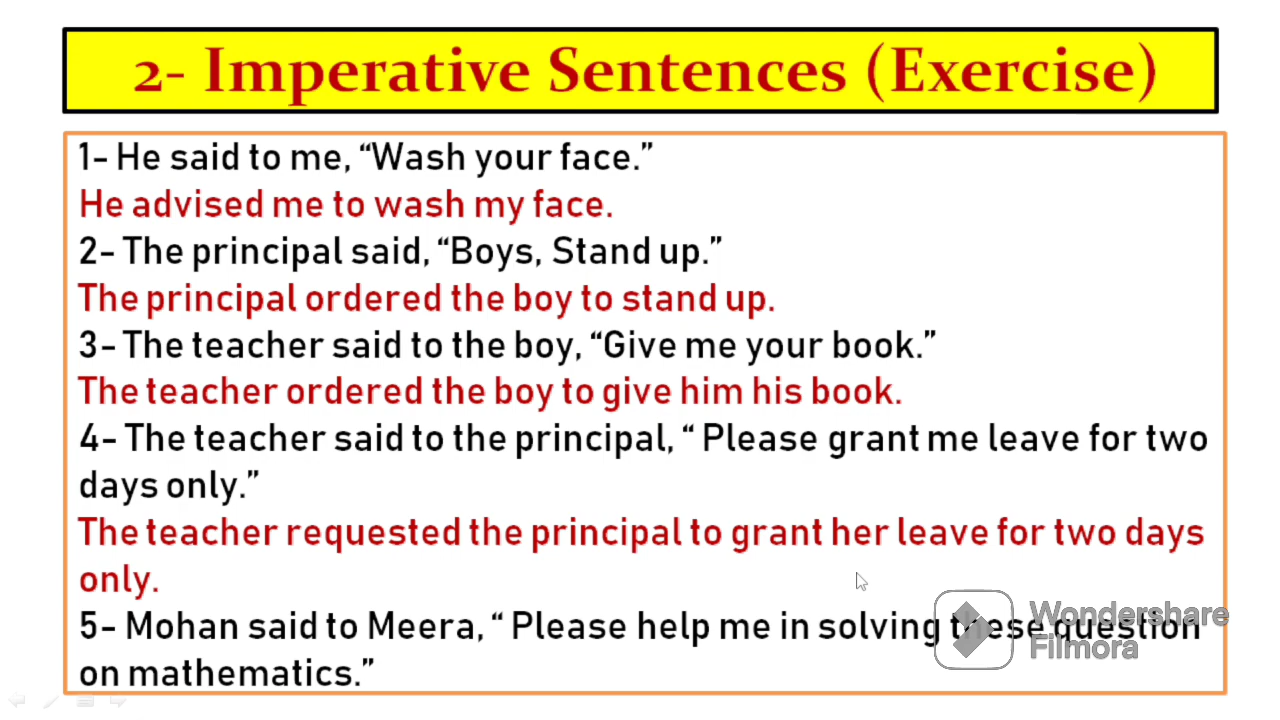 2- Imperative Sentences (Exercise)
1- He said to me, “Wash your face.”
He advised me to wash my face.
2- The principal said, “Boys, Stand up.”
The principal ordered the boy to stand up.
3- The teacher said to the boy, “Give me your book.”
The teacher ordered the boy to give him his book.
4- The teacher said to the principal, “ Please grant me leave for two
days only.”
The teacher requested the principal to grant her leave for two days
only.
5- Mohan said to Meera, “ Please help me in solving these question
on mathematics.”
Wondershare
Filmora